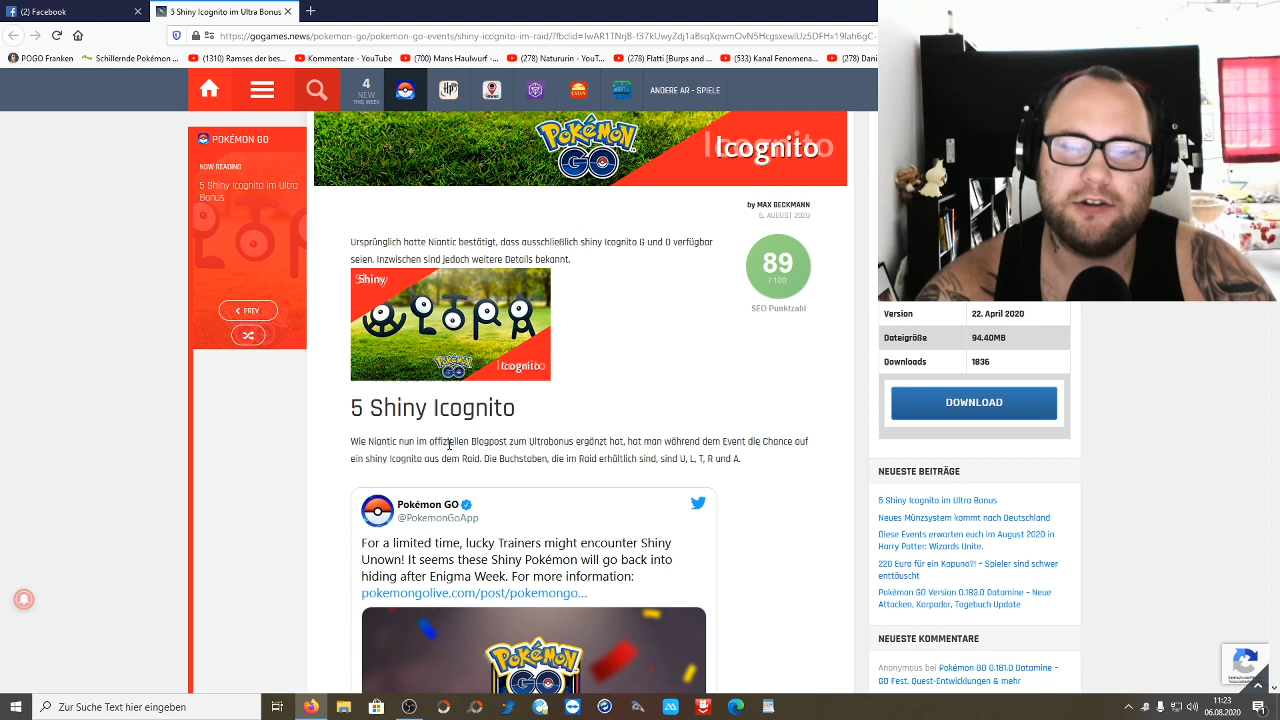 (2) Facebook
5 Shiny Icognito im Ultra Bonus
https://gogames.news/pokemon-go/pokemon-go-events/shiny-icognito-im-raid/?fbclid=
POGO Franken
Schillernde Pokémon ...
(1310) Ramses der bes...
(400) YouTube
(700) Mans Haulwurf - ...
(278) Natururin - YouT...
(278) Flatti [Burps and ...
(533) Kanal Fenomena...
(278) Dani
4
NEW
THIS WEEK
ANDERE AR - SPIELE
POKÉMON GO
NOW READING
5 Shiny Icognito im Ultra
Bonus
PREV
POKÉMON
GO
Icognito
by MAX BECKMANN
6. AUGUST 2020
Ursprünglich hatte Niantic bestätigt, dass ausschließlich shiny Icognito G und O verfügbar
seien. Inzwischen sind jedoch weitere Details bekannt.
89
/ 100
SEO Punktzahl
Shiny
ULTRA
POKÉMON
GO
Icognito
5 Shiny Icognito
Wie Niantic nun im offiziellen Blogpost zum Ultrabonus ergänzt hat, hat man während dem Event die Chance auf
ein shiny Icognito aus dem Raid. Die Buchstaben, die im Raid erhältlich sind, sind U, L, T, R und A.
Pokémon GO
@PokemonGoApp
For a limited time, lucky Trainers might encounter Shiny
Unown! It seems these Shiny Pokémon will go back into
hiding after Enigma Week. For more information:
pokemongolive.com/post/pokemongo...
POKÉMON
GO
Version 22. April 2020
Dateigröße 94.40MB
Downloads 1836
DOWNLOAD
NEUESTE BEITRÄGE
5 Shiny Icognito im Ultra Bonus
Neues Münzsystem kommt nach Deutschland
Diese Events erwarten euch im August 2020 in
Harry Potter: Wizards Unite.
220 Euro für ein Kapuno?! – Spieler sind schwer
enttäuscht
Pokémon GO Version 0.183.0 Datamine – Neue
Attacken, Karpador, Tagebuch Update
NEUESTE KOMMENTARE
Anonymous bei Pokémon GO 0.181.0 Datamine –
GO Fest, Quest-Entwicklungen & mehr
Zur Suche Text hier eingeben
11:23
06.08.2020